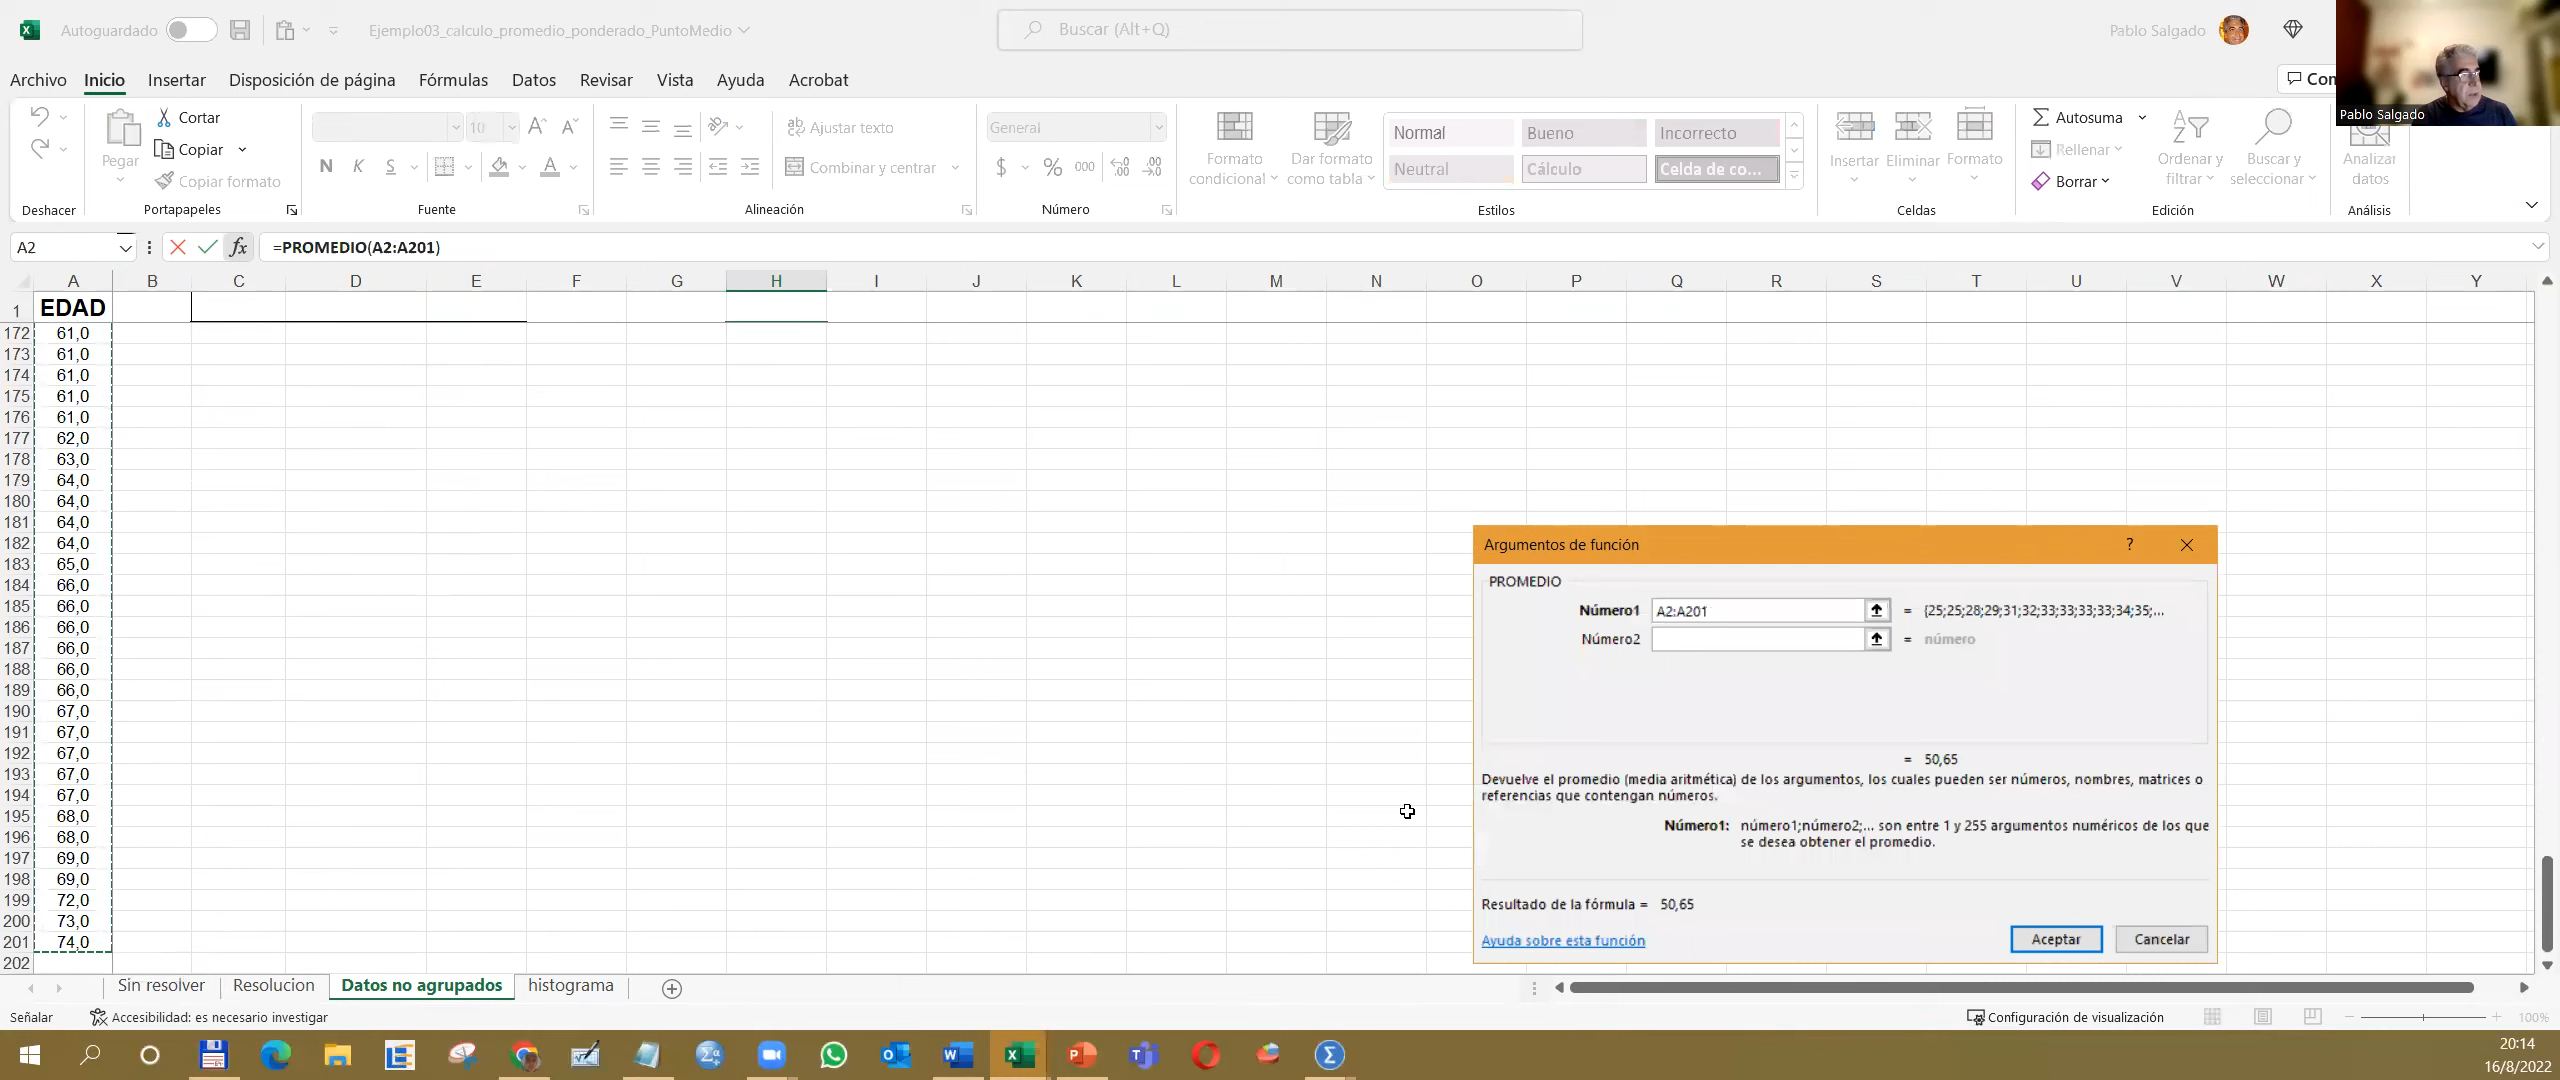 Autoguardado
Ejemplo03_calculo_promedio_ponderado_PuntoMedio
Buscar (Alt+Q)
Pablo Salgado
Archivo Inicio Insertar Disposición de página Fórmulas Datos Revisar Vista Ayuda Acrobat
Con
Pablo Salgado
Pegar
Cortar
Copiar
Copiar formato
10
N K S
Ajustar texto
Combinar y centrar
General
$ % 000
Formato condicional
Dar formato como tabla
Normal Bueno Incorrecto
Neutral Cálculo Celda de co...
Insertar Eliminar Formato
Autosuma
Rellenar
Borrar
Ordenar y filtrar
Buscar y seleccionar
Analizar datos
Deshacer Portapapeles Fuente Alineación Número Estilos Celdas Edición Análisis
A2 fx =PROMEDIO(A2:A201)
A B C D E F G H I J K L M N O P Q R S T U V W X Y
1 EDAD
172 61,0
173 61,0
174 61,0
175 61,0
176 61,0
177 62,0
178 63,0
179 64,0
180 64,0
181 64,0
182 64,0
183 65,0
184 66,0
185 66,0
186 66,0
187 66,0
188 66,0
189 66,0
190 67,0
191 67,0
192 67,0
193 67,0
194 67,0
195 68,0
196 68,0
197 69,0
198 69,0
199 72,0
200 73,0
201 74,0
202
Argumentos de función ?
PROMEDIO
Número1 A2:A201 = {25;25;28;29;31;32;33;33;33;33;34;35;...
Número2 = número
= 50,65
Devuelve el promedio (media aritmética) de los argumentos, los cuales pueden ser números, nombres, matrices o
referencias que contengan números.
Número1: número1;número2;... son entre 1 y 255 argumentos numéricos de los que
se desea obtener el promedio.
Resultado de la fórmula = 50,65
Ayuda sobre esta función
Aceptar Cancelar
Sin resolver Resolucion Datos no agrupados histograma
Señalar Accesibilidad: es necesario investigar Configuración de visualización 100%
20:14
16/8/2022